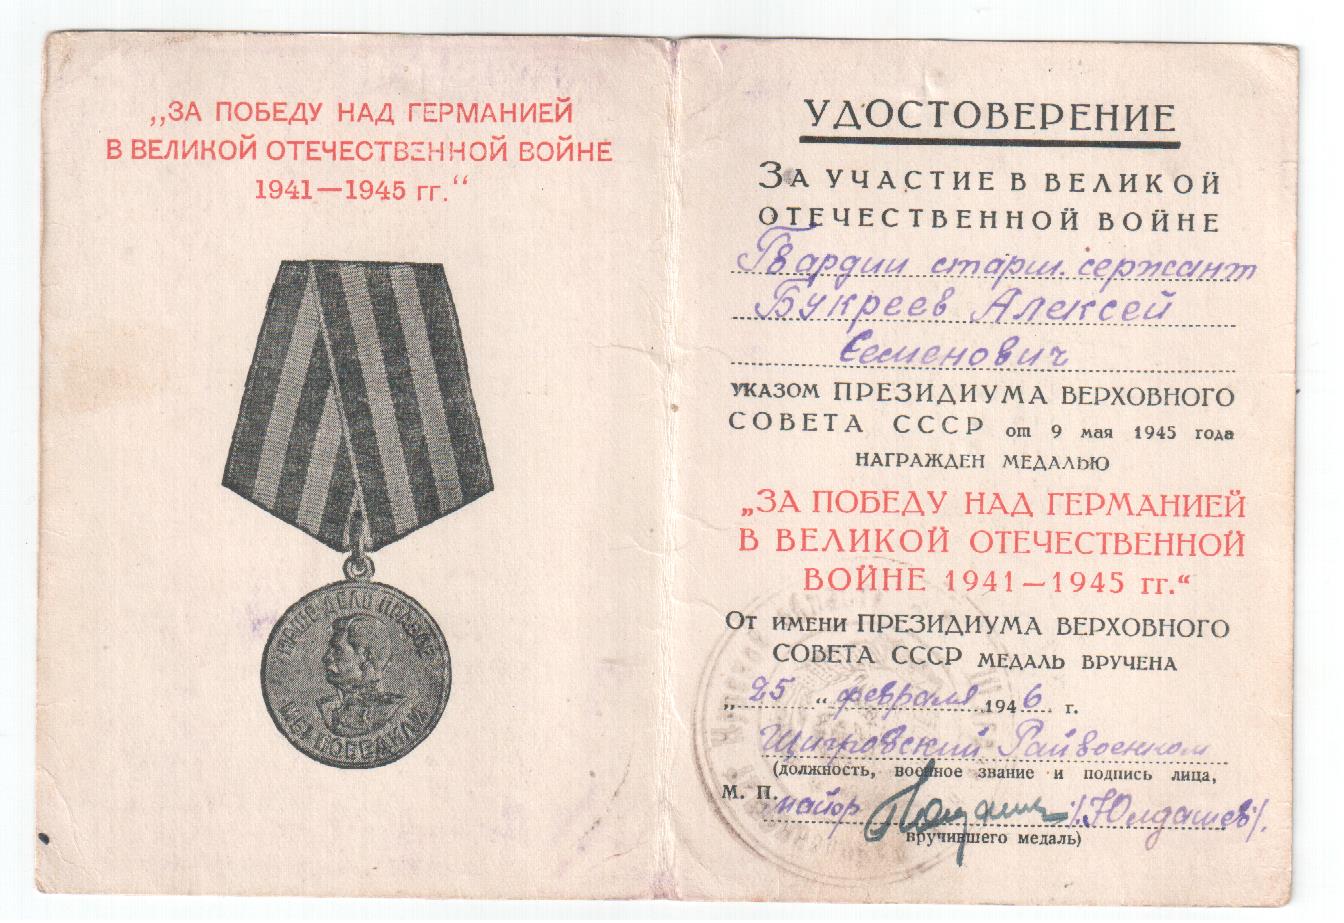 „ЗА ПОБЕДУ НАД ГЕРМАНИЕЙ
В ВЕЛИКОЙ ОТЕЧЕСТВЕННОЙ ВОЙНЕ
1941—1945 гг.“
НАШЕ ДЕЛО ПРАВОЕ
МЫ ПОБЕДИЛИ
УДОСТОВЕРЕНИЕ
ЗА УЧАСТИЕ В ВЕЛИКОЙ
ОТЕЧЕСТВЕННОЙ ВОЙНЕ
Гвардии старш. сержант
Букреев Алексей
Семенович
УКАЗОМ ПРЕЗИДИУМА ВЕРХОВНОГО
СОВЕТА СССР от 9 мая 1945 года
НАГРАЖДЕН МЕДАЛЬЮ
„ЗА ПОБЕДУ НАД ГЕРМАНИЕЙ
В ВЕЛИКОЙ ОТЕЧЕСТВЕННОЙ
ВОЙНЕ 1941—1945 гг.“
ОТ ИМЕНИ ПРЕЗИДИУМА ВЕРХОВНОГО
СОВЕТА СССР МЕДАЛЬ ВРУЧЕНА
„25“ февраля 1946 г.
Щигровский Райвоенком
(должность, военное звание и подпись лица,
М. П. майор /Юлдашев/.
вручившего медаль)